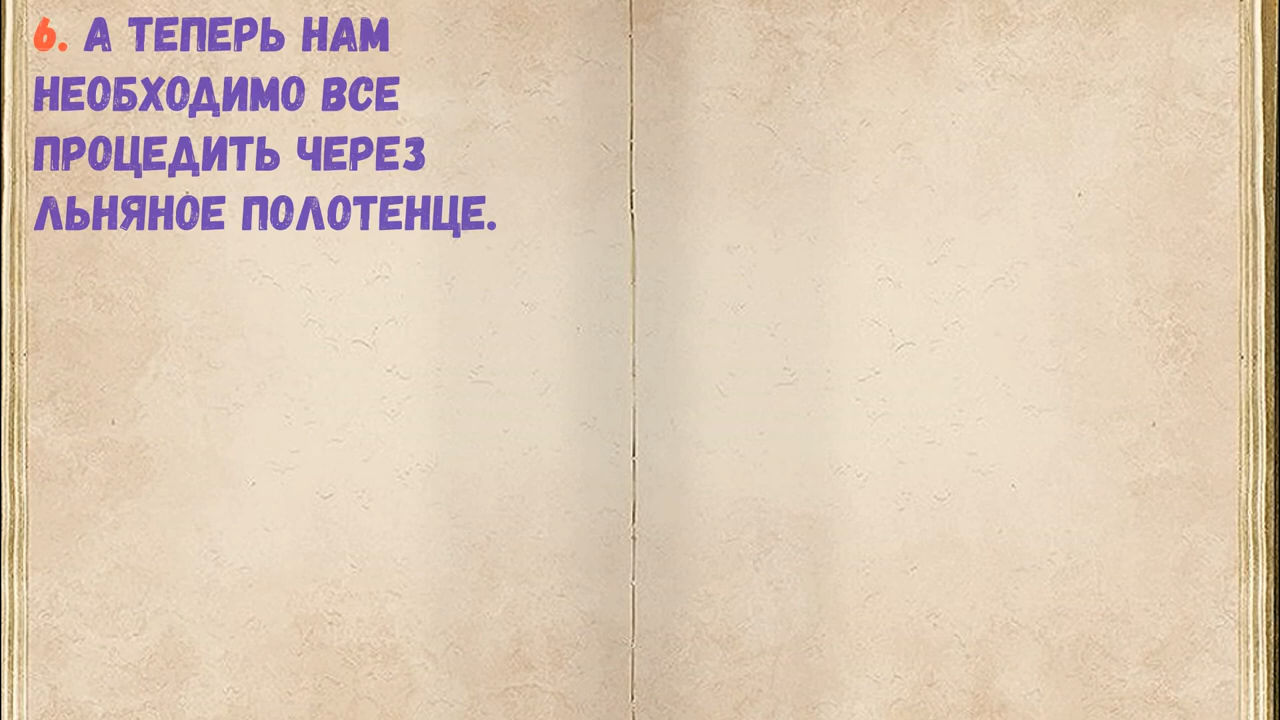 6. А ТЕПЕРЬ НАМ
НЕОБХОДИМО ВСЕ
ПРОЦЕДИТЬ ЧЕРЕЗ
ЛЬНЯНОЕ ПОЛОТЕНЦЕ.